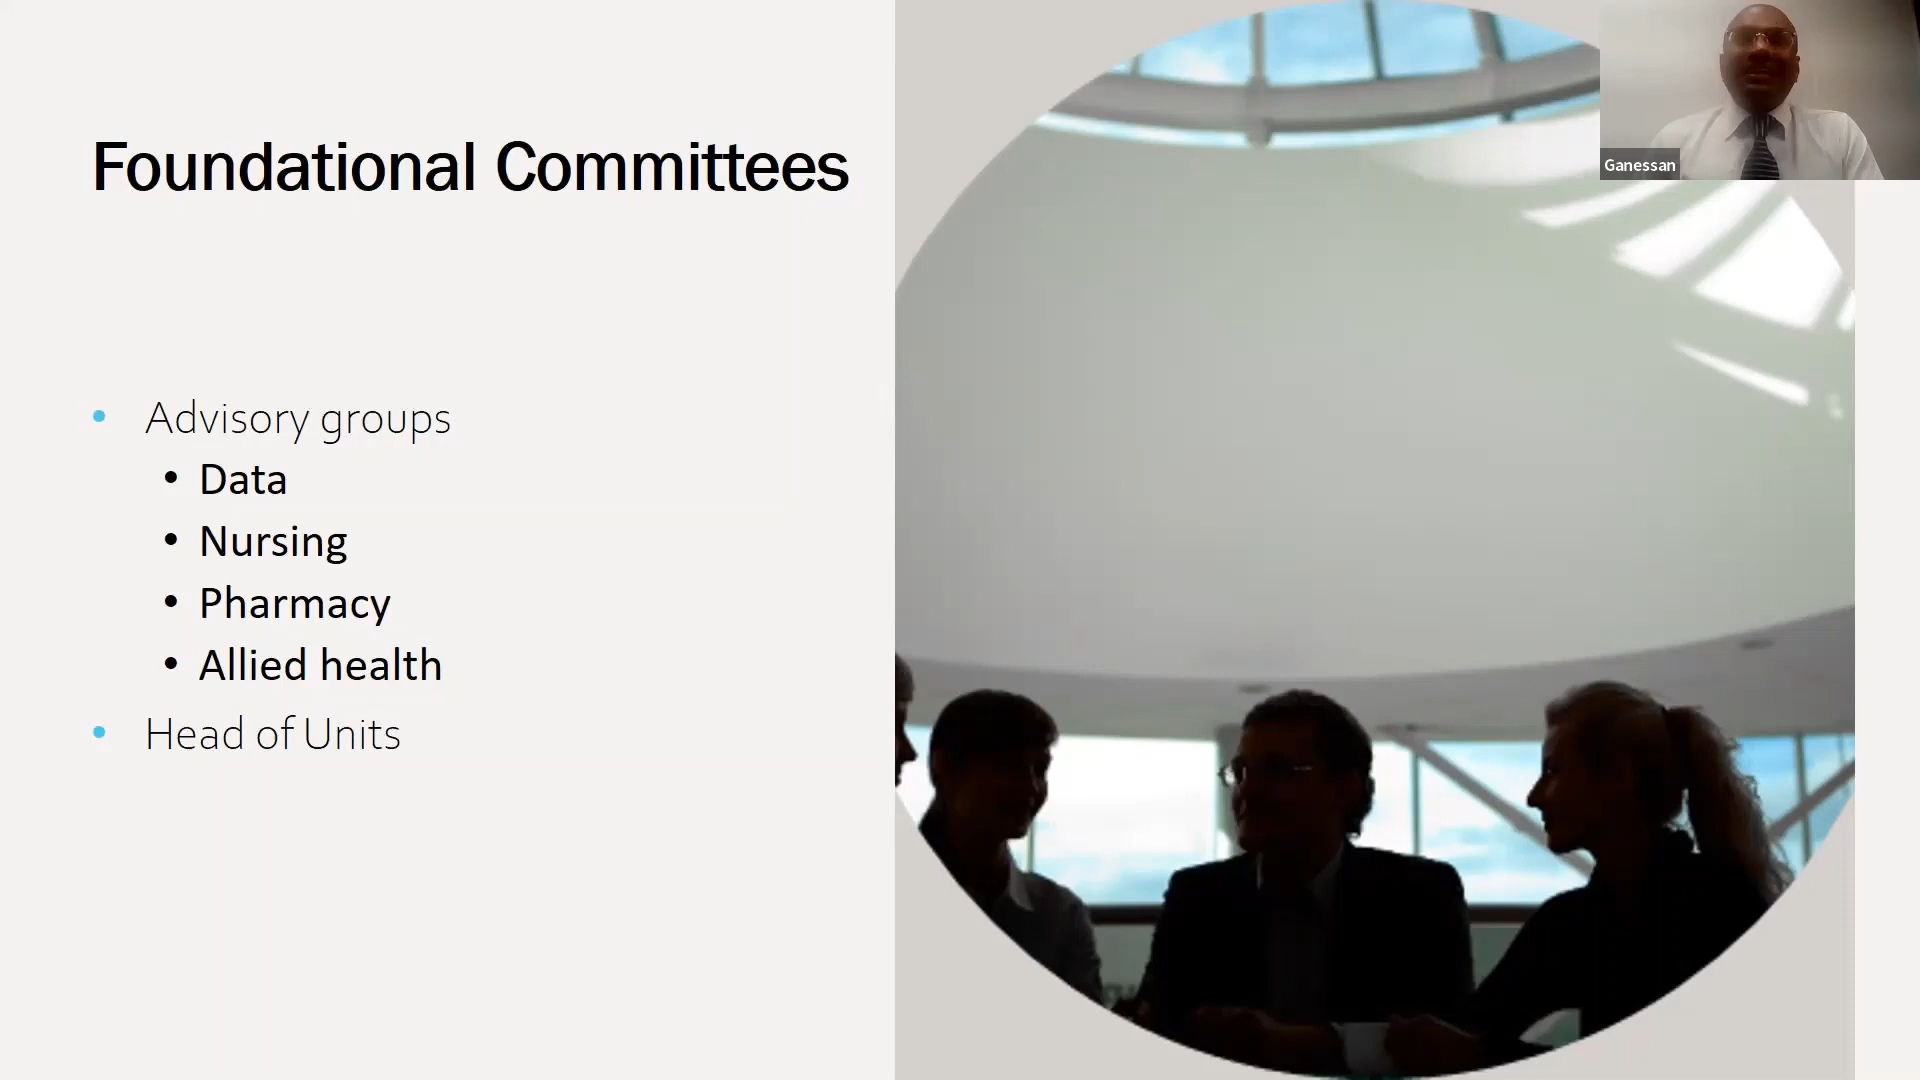 Foundational Committees
Ganessan
• Advisory groups
• Data
• Nursing
• Pharmacy
• Allied health
• Head of Units